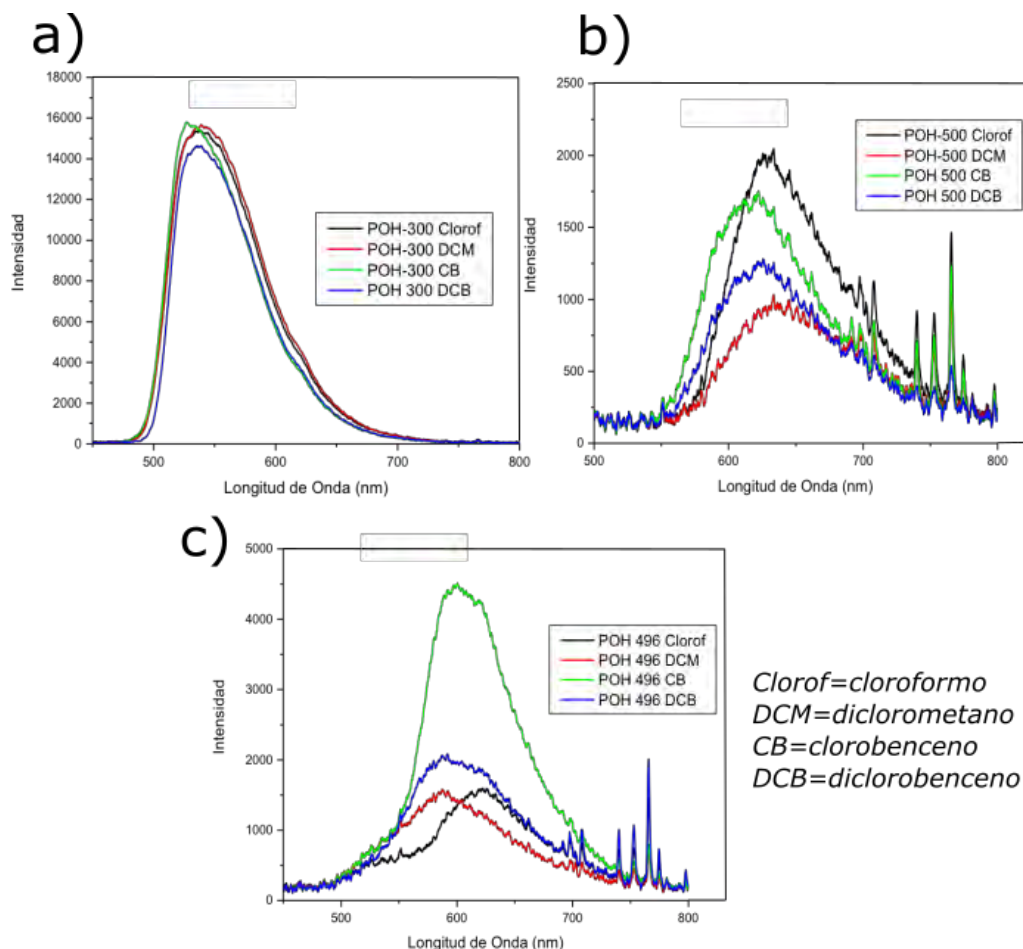 a)
18000
16000
14000
12000
10000
8000
6000
4000
2000
0
Intensidad
POH-300 Clorof
POH-300 DCM
POH-300 CB
POH 300 DCB
500
600
700
800
Longitud de Onda (nm)
b)
2500
2000
1500
1000
500
0
Intensidad
POH-500 Clorof
POH-500 DCM
POH 500 CB
POH 500 DCB
500
600
700
800
Longitud de Onda (nm)
c)
5000
4000
3000
2000
1000
0
Intensidad
POH 496 Clorof
POH 496 DCM
POH 496 CB
POH 496 DCB
500
600
700
800
Longitud de Onda (nm)
Clorof=cloroformo
DCM=diclorometano
CB=clorobenceno
DCB=diclorobenceno